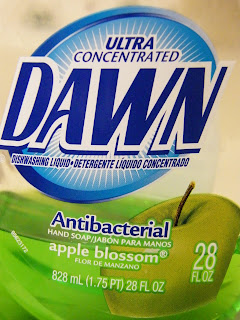 ULTRA
CONCENTRATED
DAWN
DISHWASHING LIQUID • DETERGENTE LÍQUIDO CONCENTRADO
Antibacterial
HAND SOAP/JABÓN PARA MANOS
apple blossom®
FLOR DE MANZANO
828 mL (1.75 PT) 28 FL OZ
28
FL OZ